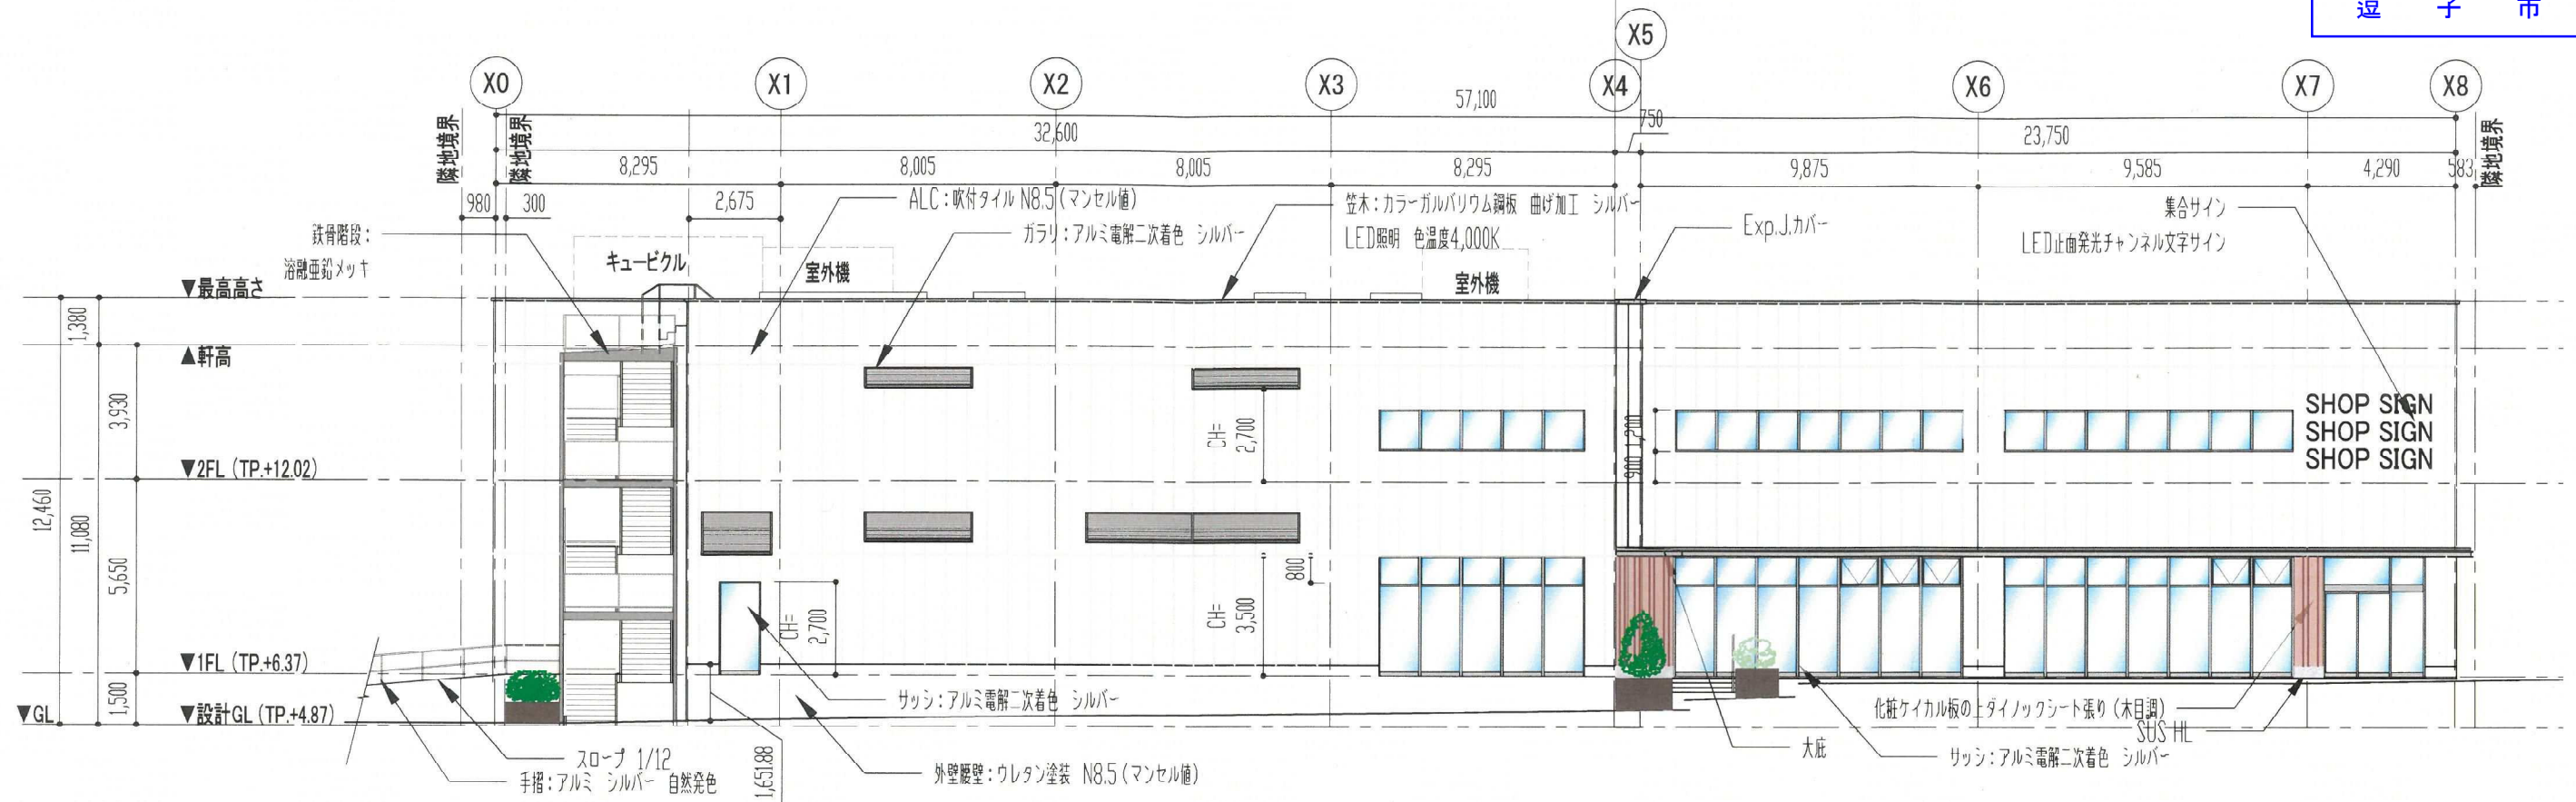 逗 子 市
X0
X1
X2
X3
X4
X5
X6
X7
X8
57,100
32,600
750
23,750
8,295
8,005
8,005
8,295
9,875
9,585
4,290
583
隣地境界
隣地境界
隣地境界
980
300
2,675
鉄骨階段：
溶融亜鉛メッキ
ALC：吹付タイル N8.5（マンセル値）
ガラリ：アルミ電解二次着色 シルバー
笠木：カラーガルバリウム鋼板 曲げ加工 シルバー
LED照明 色温度4,000K
Exp.J.カバー
集合サイン
LED正面発光チャンネル文字サイン
キュービクル
室外機
室外機
▼最高高さ
▲軒高
▼2FL（TP.+12.02）
▼1FL（TP.+6.37）
▼GL
▼設計GL（TP.+4.87）
12,460
1,380
11,080
3,930
5,650
1,500
CH=
2,700
CH=
2,700
CH=
3,500
800
1,200
900
SHOP SIGN
SHOP SIGN
SHOP SIGN
サッシ：アルミ電解二次着色 シルバー
外壁腰壁：ウレタン塗装 N8.5（マンセル値）
スロープ 1/12
手摺：アルミ シルバー 自然発色
1,651.88
化粧ケイカル板の上ダイノックシート張り（木目調）
SUS HL
大庇
サッシ：アルミ電解二次着色 シルバー